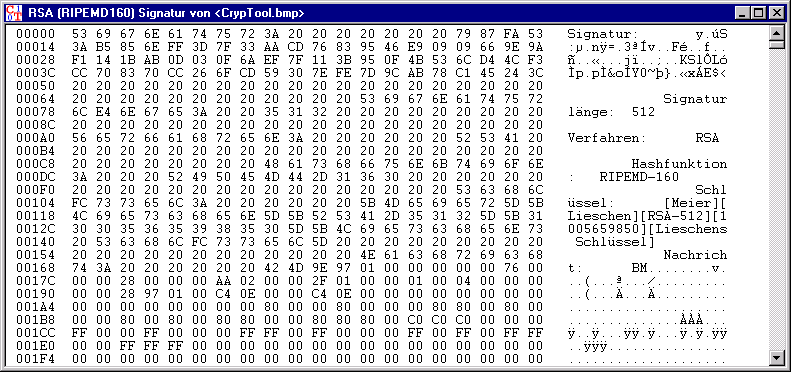 RSA (RIPEMD160) Signatur von <CrypTool.bmp>
00000 53 69 67 6E 61 74 75 72 3A 20 20 20 20 20 20 20 79 87 FA 53 Signatur:       y.úS
00014 3A B5 85 6E FF 3D 7F 33 AA CD 76 83 95 46 E9 09 09 66 9E 9A :µ.nÿ=.3ªÍv..Fé..f..
00028 F1 14 1B AB 0D 03 0F 6A EF 7F 11 3B 95 0F 4B 53 6C D4 4C F3 ñ..«...jï..;..KSlÔLó
0003C CC 70 83 70 CC 26 6F CD 59 30 7E FE 7D 9C AB 78 C1 45 24 3C Ìp.pÌ&oÍY0~þ}.«xÁE$<
00050 20 20 20 20 20 20 20 20 20 20 20 20 20 20 20 20 20 20 20 20
00064 20 20 20 20 20 20 20 20 20 20 20 20 53 69 67 6E 61 74 75 72             Signatur
00078 6C E4 6E 67 65 3A 20 20 20 35 31 32 20 20 20 20 20 20 20 20 länge:   512
0008C 20 20 20 20 20 20 20 20 20 20 20 20 20 20 20 20 20 20 20 20
000A0 56 65 72 66 61 68 72 65 6E 3A 20 20 20 20 20 20 52 53 41 20 Verfahren:      RSA
000B4 20 20 20 20 20 20 20 20 20 20 20 20 20 20 20 20 20 20 20 20
000C8 20 20 20 20 20 20 20 20 48 61 73 68 66 75 6E 6B 74 69 6F 6E         Hashfunktion
000DC 3A 20 20 20 52 49 50 45 4D 44 2D 31 36 30 20 20 20 20 20 20 :   RIPEMD-160
000F0 20 20 20 20 20 20 20 20 20 20 20 20 20 20 20 20 53 63 68 6C                 Schl
00104 FC 73 73 65 6C 3A 20 20 20 20 20 20 5B 4D 65 69 65 72 5D 5B üssel:      [Meier][
00118 4C 69 65 73 63 68 65 6E 5D 5B 52 53 41 2D 35 31 32 5D 5B 31 Lieschen][RSA-512][1
0012C 30 30 35 36 35 39 38 35 30 5D 5B 4C 69 65 73 63 68 65 6E 73 005659850][Lieschens
00140 20 53 63 68 6C FC 73 73 65 6C 5D 20 20 20 20 20 20 20 20 20  Schlüssel]
00154 20 20 20 20 20 20 20 20 20 20 20 20 4E 61 63 68 72 69 63 68             Nachrich
00168 74 3A 20 20 20 20 20 20 42 4D 9E 97 01 00 00 00 00 00 76 00 t:      BM........v.
0017C 00 00 28 00 00 00 AA 02 00 00 2F 01 00 00 01 00 04 00 00 00 ..(...ª.../.........
00190 00 00 28 97 01 00 C4 0E 00 00 C4 0E 00 00 00 00 00 00 00 00 ..(...Ä...Ä.........
001A4 00 00 00 00 00 00 00 00 80 00 00 80 00 00 00 80 80 00 80 00 ....................
001B8 00 00 80 00 80 00 80 80 00 00 80 80 80 00 C0 C0 C0 00 00 00 ..............ÀÀÀ...
001CC FF 00 00 FF 00 00 00 FF FF 00 FF 00 00 00 FF 00 FF 00 FF FF ÿ..ÿ...ÿÿ.ÿ...ÿ.ÿ.ÿÿ
001E0 00 00 FF FF FF 00 00 00 00 00 00 00 00 00 00 00 00 00 00 00 ..ÿÿÿ...............
001F4 00 00 00 00 00 00 00 00 00 00 00 00 00 00 00 00 00 00 00 00 ....................